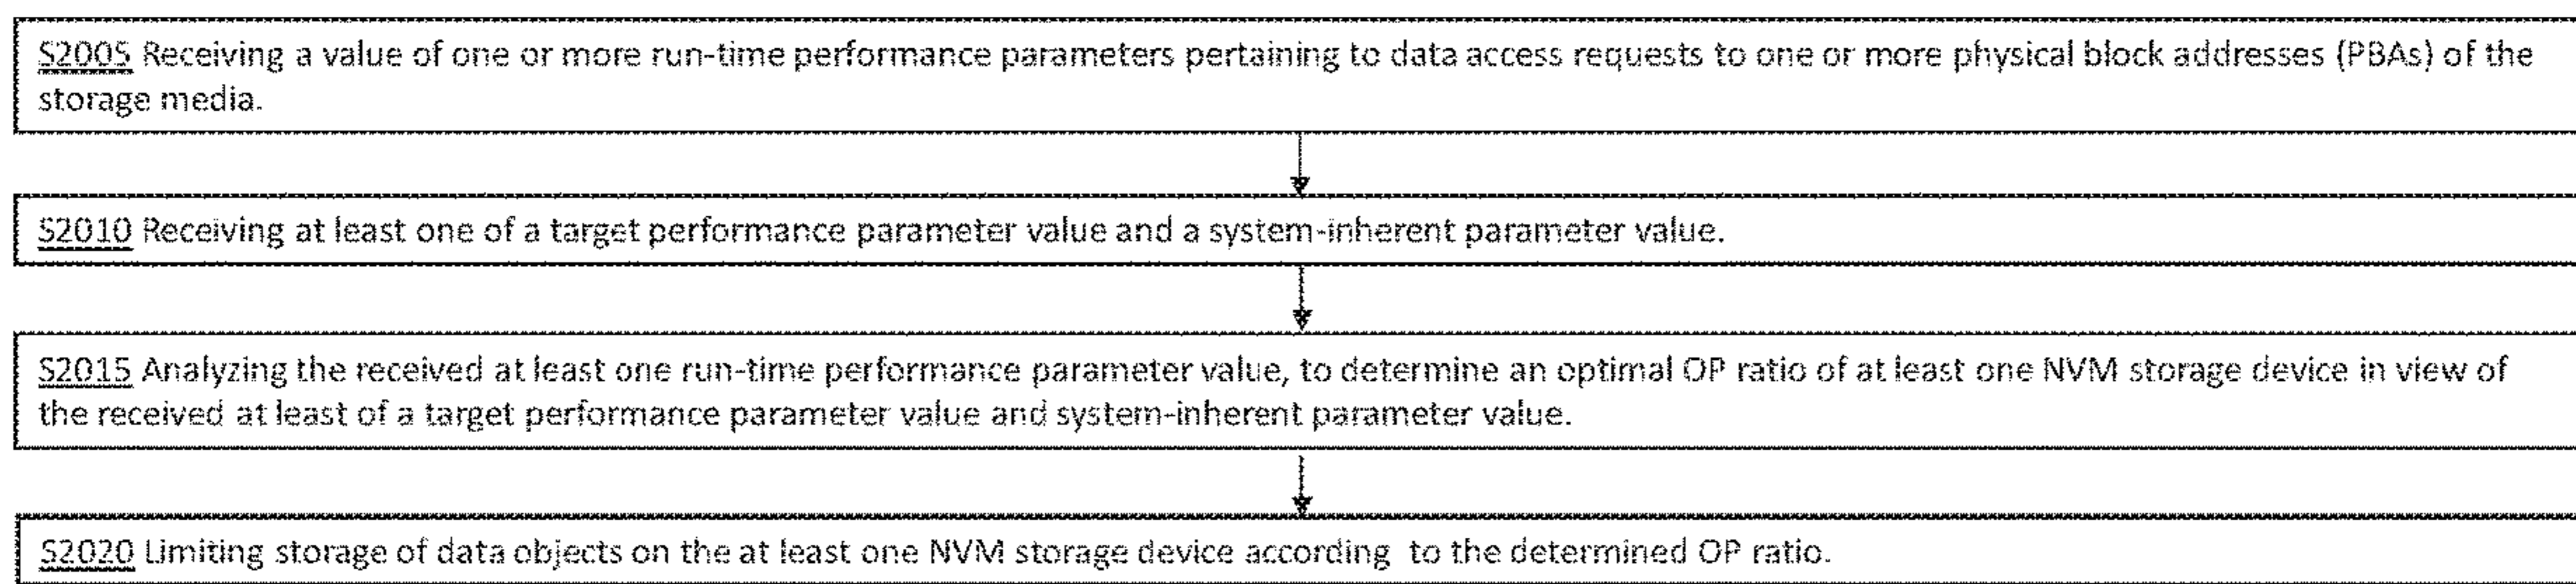 S2005 Receiving a value of one or more run-time performance parameters pertaining to data access requests to one or more physical block addresses (PBAs) of the
storage media.
S2010 Receiving at least one of a target performance parameter value and a system-inherent parameter value.
S2015 Analyzing the received at least one run-time performance parameter value, to determine an optimal OP ratio of at least one NVM storage device in view of
the received at least of a target performance parameter value and system-inherent parameter value.
S2020 Limiting storage of data objects on the at least one NVM storage device according to the determined OP ratio.